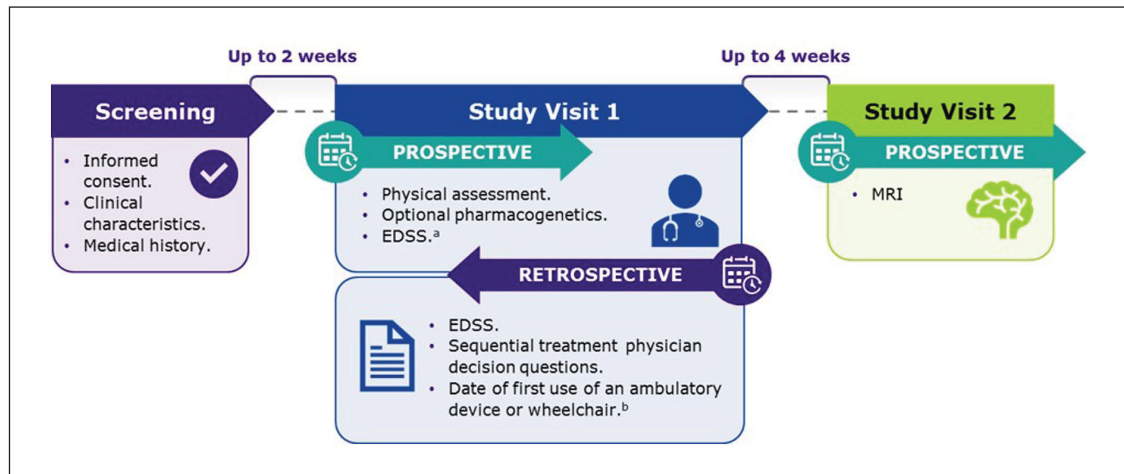 Up to 2 weeks
Up to 4 weeks
Screening
Study Visit 1
Study Visit 2
• Informed
consent.
• Clinical
characteristics.
• Medical history.
PROSPECTIVE
• Physical assessment.
• Optional pharmacogenetics.
• EDSS.ᵃ
RETROSPECTIVE
• EDSS.
• Sequential treatment physician
decision questions.
• Date of first use of an ambulatory
device or wheelchair.ᵇ
PROSPECTIVE
• MRI